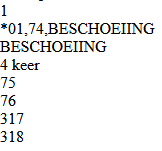 1
*01,74,BESCHOEIING
BESCHOEIING
4 keer
75
76
317
318